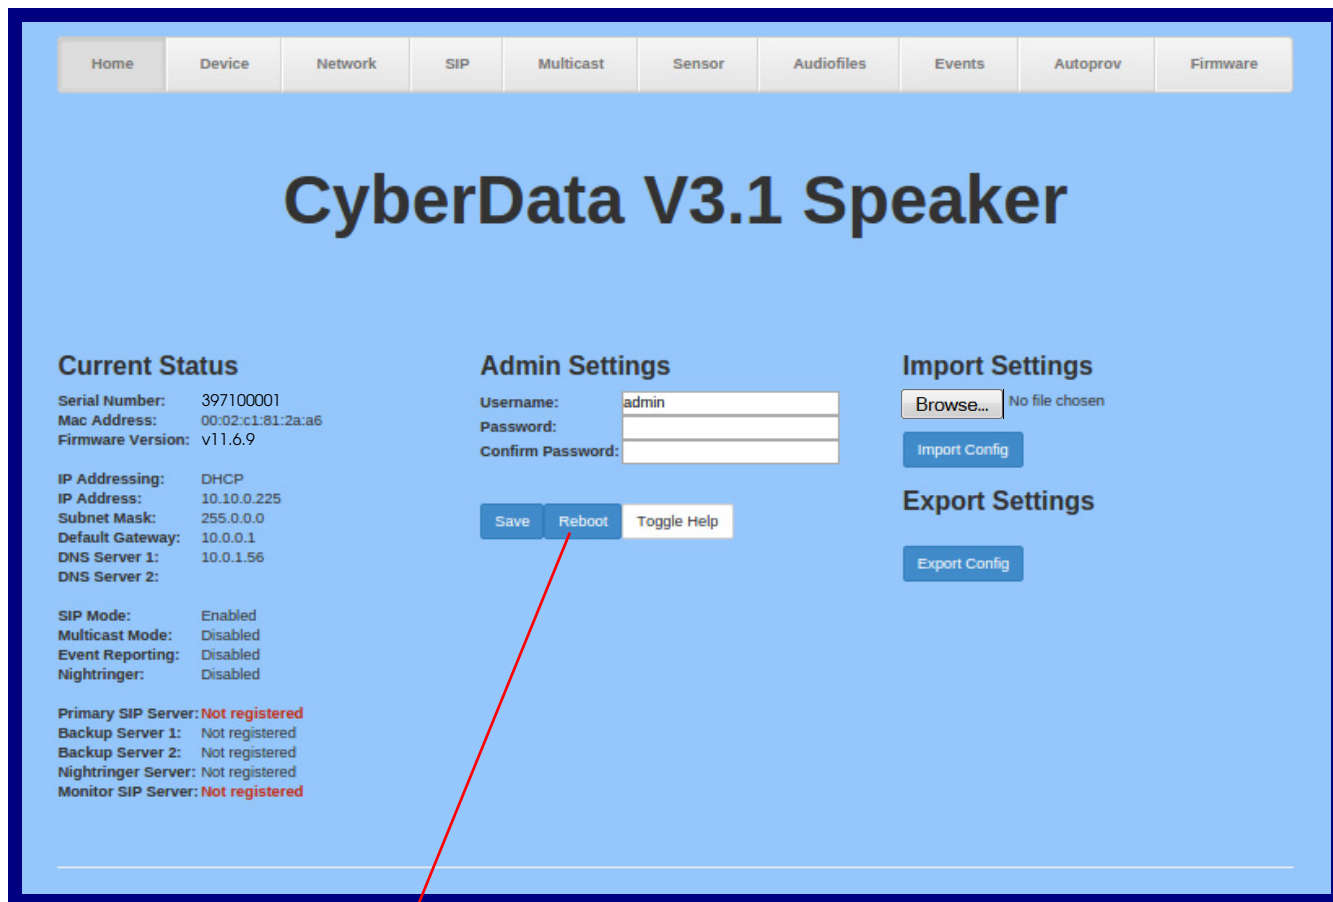 Home Device Network SIP Multicast Sensor Audiofiles Events Autoprov Firmware
CyberData V3.1 Speaker
Current Status
Serial Number: 397100001
Mac Address: 00:02:c1:81:2a:a6
Firmware Version: v11.6.9
IP Addressing: DHCP
IP Address: 10.10.0.225
Subnet Mask: 255.0.0.0
Default Gateway: 10.0.0.1
DNS Server 1: 10.0.1.56
DNS Server 2:
SIP Mode: Enabled
Multicast Mode: Disabled
Event Reporting: Disabled
Nightringer: Disabled
Primary SIP Server: Not registered
Backup Server 1: Not registered
Backup Server 2: Not registered
Nightringer Server: Not registered
Monitor SIP Server: Not registered
Admin Settings
Username: admin
Password:
Confirm Password:
Save Reboot Toggle Help
Import Settings
Browse... No file chosen
Import Config
Export Settings
Export Config